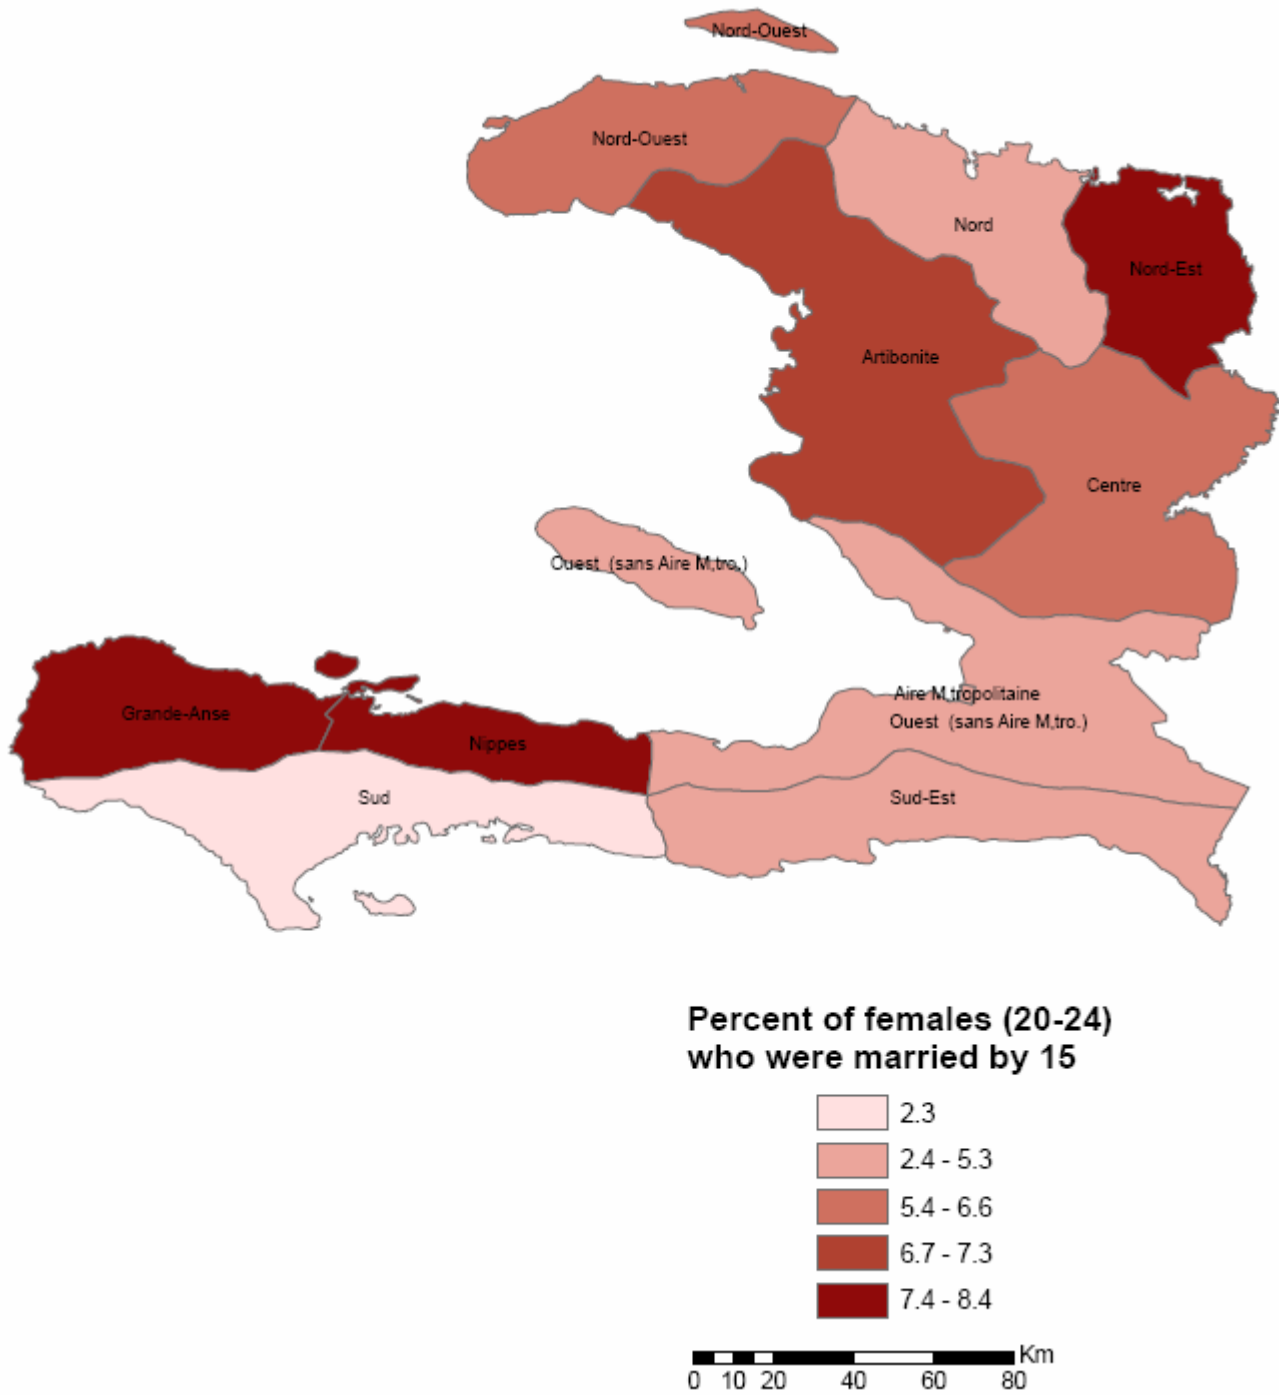 Nord-Ouest
Nord-Ouest
Nord
Nord-Est
Artibonite
Centre
Ouest (sans Aire M,tro.)
Aire M,tropolitaine
Grande-Anse
Ouest (sans Aire M,tro.)
Nippes
Sud
Sud-Est
Percent of females (20-24)
who were married by 15
2.3
2.4 - 5.3
5.4 - 6.6
6.7 - 7.3
7.4 - 8.4
Km
0 10 20 40 60 80